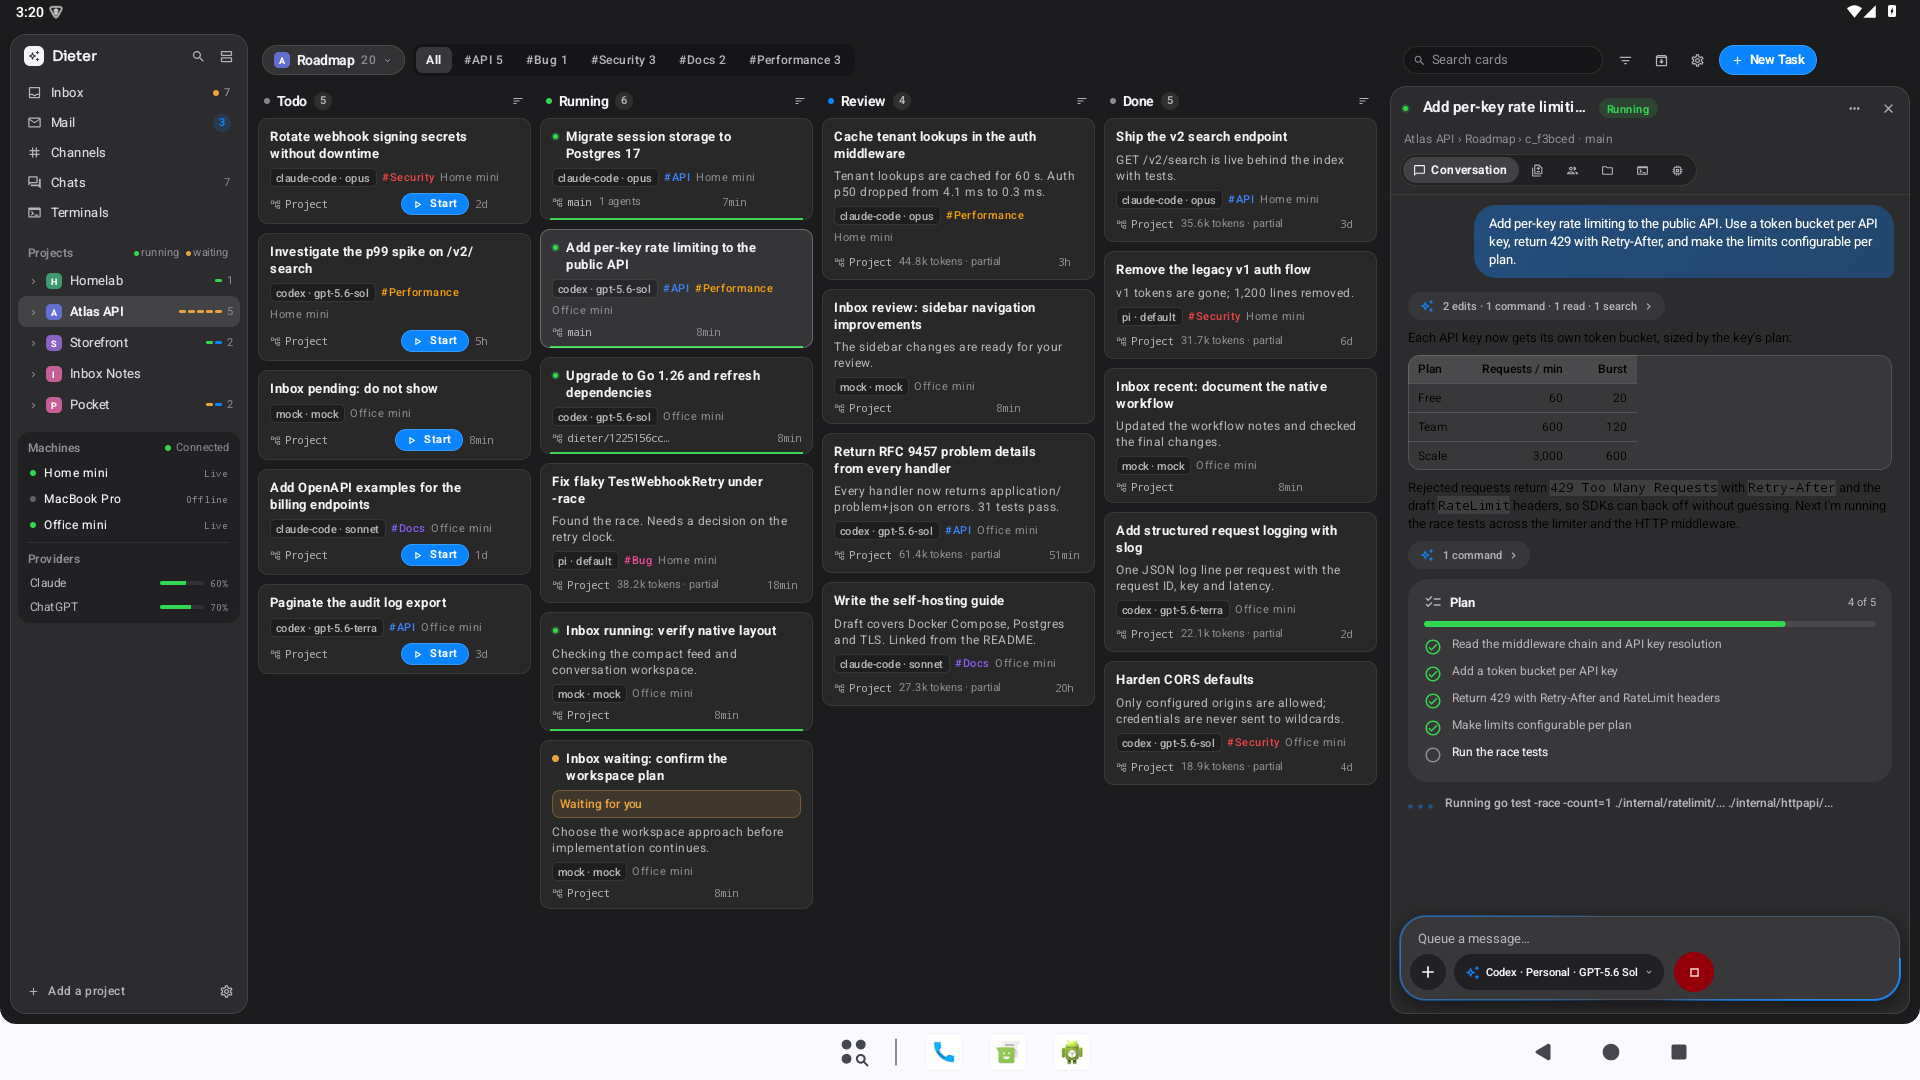 3:20
Dieter
Inbox 7
Mail 3
Channels
Chats 7
Terminals
Projects running waiting
H Homelab 1
A Atlas API 5
S Storefront 2
I Inbox Notes
P Pocket 2
Machines Connected
Home mini Live
MacBook Pro Offline
Office mini Live
Providers
Claude 60%
ChatGPT 70%
+ Add a project
A Roadmap 20
All #API 5 #Bug 1 #Security 3 #Docs 2 #Performance 3
Search cards
+ New Task
Todo 5
Rotate webhook signing secrets
without downtime
claude-code · opus #Security Home mini
Project Start 2d
Investigate the p99 spike on /v2/
search
codex · gpt-5.6-sol #Performance
Home mini
Project Start 5h
Inbox pending: do not show
mock · mock Office mini
Project Start 8min
Add OpenAPI examples for the
billing endpoints
claude-code · sonnet #Docs Office mini
Project Start 1d
Paginate the audit log export
codex · gpt-5.6-terra #API Office mini
Project Start 3d
Running 6
Migrate session storage to
Postgres 17
claude-code · opus #API Home mini
main 1 agents 7min
Add per-key rate limiting to the
public API
codex · gpt-5.6-sol #API #Performance
Office mini
main 8min
Upgrade to Go 1.26 and refresh
dependencies
codex · gpt-5.6-sol Office mini
dieter/1225156cc… 8min
Fix flaky TestWebhookRetry under
-race
Found the race. Needs a decision on the
retry clock.
pi · default #Bug Home mini
Project 38.2k tokens · partial 18min
Inbox running: verify native layout
Checking the compact feed and
conversation workspace.
mock · mock Office mini
Project 8min
Inbox waiting: confirm the
workspace plan
Waiting for you
Choose the workspace approach before
implementation continues.
mock · mock Office mini
Project 8min
Review 4
Cache tenant lookups in the auth
middleware
Tenant lookups are cached for 60 s. Auth
p50 dropped from 4.1 ms to 0.3 ms.
claude-code · opus #Performance
Home mini
Project 44.8k tokens · partial 3h
Inbox review: sidebar navigation
improvements
The sidebar changes are ready for your
review.
mock · mock Office mini
Project 8min
Return RFC 9457 problem details
from every handler
Every handler now returns application/
problem+json on errors. 31 tests pass.
codex · gpt-5.6-sol #API Office mini
Project 61.4k tokens · partial 51min
Write the self-hosting guide
Draft covers Docker Compose, Postgres
and TLS. Linked from the README.
claude-code · sonnet #Docs Office mini
Project 27.3k tokens · partial 20h
Done 5
Ship the v2 search endpoint
GET /v2/search is live behind the index
with tests.
claude-code · opus #API Home mini
Project 35.6k tokens · partial 3d
Remove the legacy v1 auth flow
v1 tokens are gone; 1,200 lines removed.
pi · default #Security Home mini
Project 31.7k tokens · partial 6d
Inbox recent: document the native
workflow
Updated the workflow notes and checked
the final changes.
mock · mock Office mini
Project 8min
Add structured request logging with
slog
One JSON log line per request with the
request ID, key and latency.
codex · gpt-5.6-terra Office mini
Project 22.1k tokens · partial 2d
Harden CORS defaults
Only configured origins are allowed;
credentials are never sent to wildcards.
codex · gpt-5.6-sol #Security Office mini
Project 18.9k tokens · partial 4d
Add per-key rate limiti… Running
Atlas API › Roadmap › c_f3bced · main
Conversation
Add per-key rate limiting to the public API. Use a token bucket per API
key, return 429 with Retry-After, and make the limits configurable per
plan.
2 edits · 1 command · 1 read · 1 search
Each API key now gets its own token bucket, sized by the key's plan:
Plan Requests / min Burst
Free 60 20
Team 600 120
Scale 3,000 600
Rejected requests return 429 Too Many Requests with Retry-After and the
draft RateLimit headers, so SDKs can back off without guessing. Next I'm running
the race tests across the limiter and the HTTP middleware.
1 command
Plan 4 of 5
Read the middleware chain and API key resolution
Add a token bucket per API key
Return 429 with Retry-After and RateLimit headers
Make limits configurable per plan
Run the race tests
Running go test -race -count=1 ./internal/ratelimit/... ./internal/httpapi/...
Queue a message…
Codex · Personal · GPT-5.6 Sol